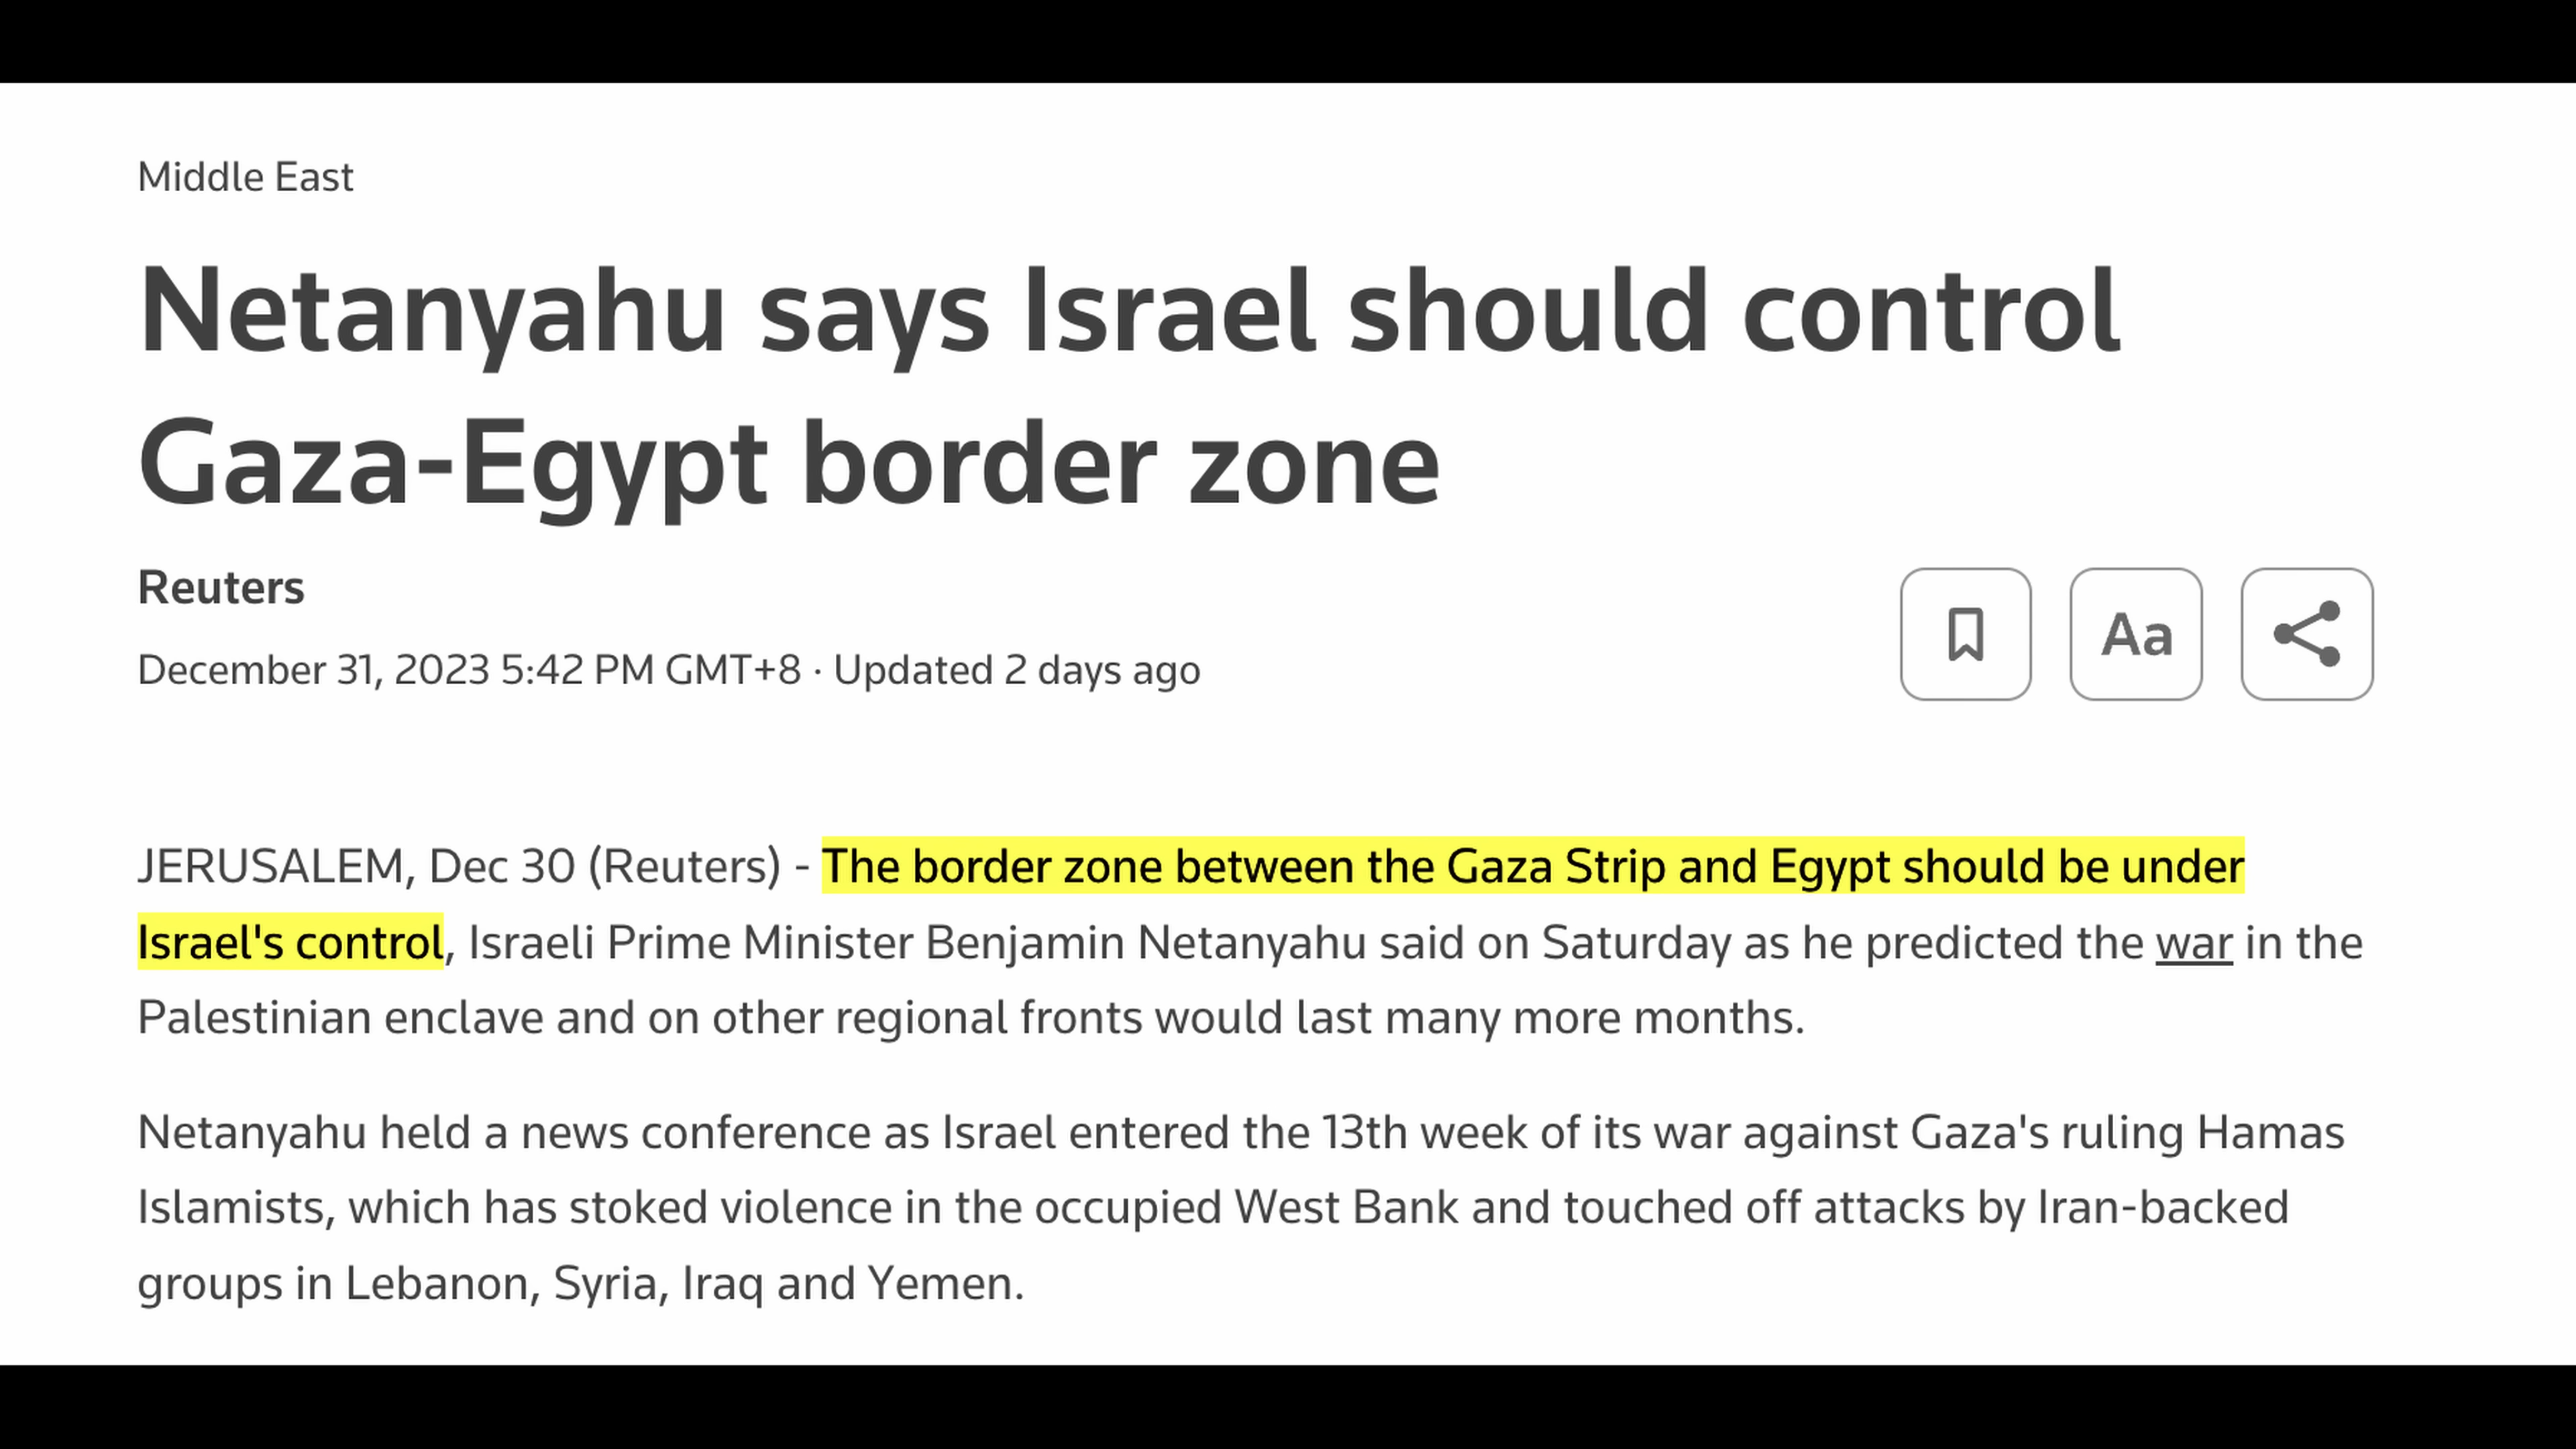 Middle East
Netanyahu says Israel should control
Gaza-Egypt border zone
Reuters
December 31, 2023 5:42 PM GMT+8 · Updated 2 days ago
Aa
JERUSALEM, Dec 30 (Reuters) - The border zone between the Gaza Strip and Egypt should be under
Israel's control, Israeli Prime Minister Benjamin Netanyahu said on Saturday as he predicted the war in the
Palestinian enclave and on other regional fronts would last many more months.
Netanyahu held a news conference as Israel entered the 13th week of its war against Gaza's ruling Hamas
Islamists, which has stoked violence in the occupied West Bank and touched off attacks by Iran-backed
groups in Lebanon, Syria, Iraq and Yemen.